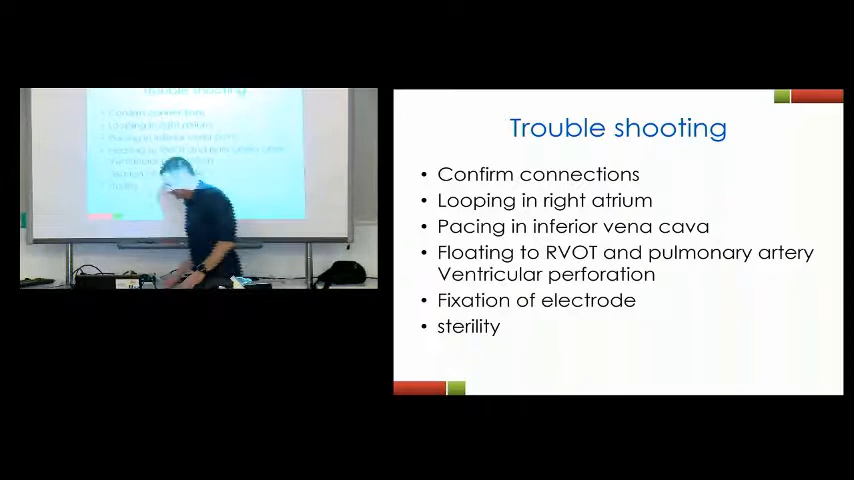 Trouble shooting
• Confirm connections
• Looping in right atrium
• Pacing in inferior vena cava
• Floating to RVOT and pulmonary artery
Ventricular perforation
• Fixation of electrode
• sterility